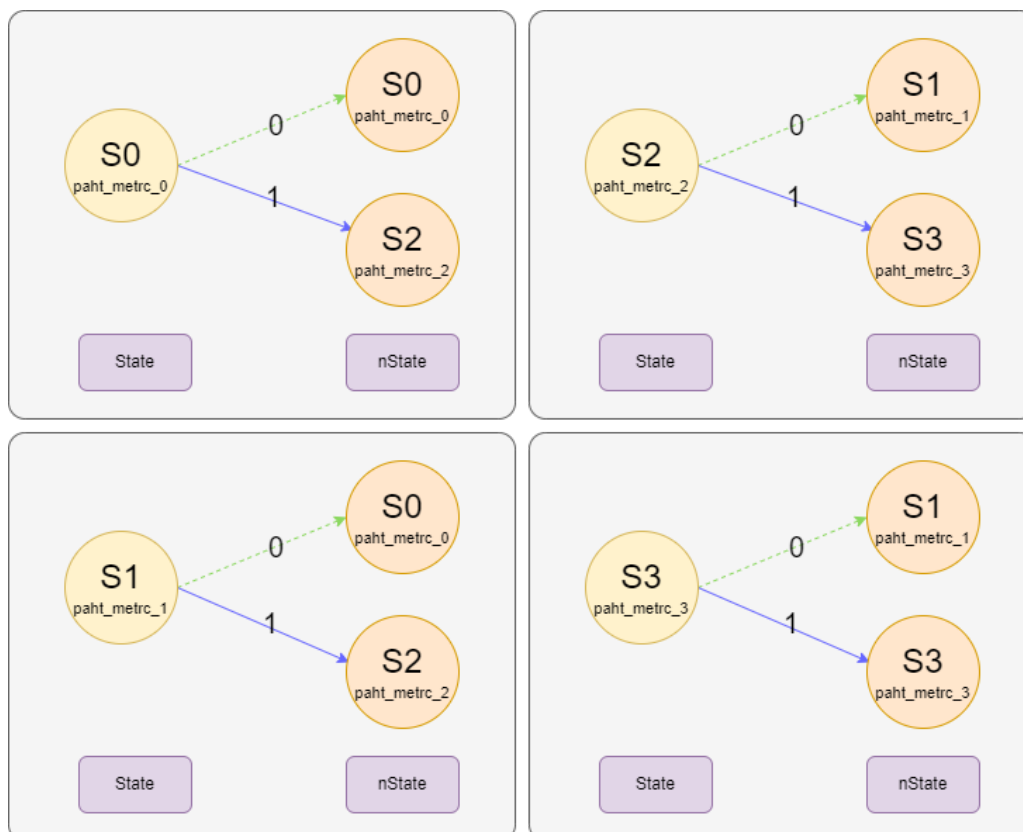 S0
paht_metrc_0
0
1
S0
paht_metrc_0
S2
paht_metrc_2
State
nState
S2
paht_metrc_2
0
1
S1
paht_metrc_1
S3
paht_metrc_3
State
nState
S1
paht_metrc_1
0
1
S0
paht_metrc_0
S2
paht_metrc_2
State
nState
S3
paht_metrc_3
0
1
S1
paht_metrc_1
S3
paht_metrc_3
State
nState